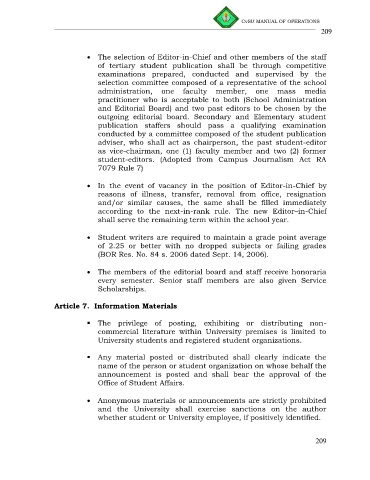 CvSU MANUAL OF OPERATIONS
209
• The selection of Editor-in-Chief and other members of the staff
of tertiary student publication shall be through competitive
examinations prepared, conducted and supervised by the
selection committee composed of a representative of the school
administration, one faculty member, one mass media
practitioner who is acceptable to both (School Administration
and Editorial Board) and two past editors to be chosen by the
outgoing editorial board. Secondary and Elementary student
publication staffers should pass a qualifying examination
conducted by a committee composed of the student publication
adviser, who shall act as chairperson, the past student-editor
as vice-chairman, one (1) faculty member and two (2) former
student-editors. (Adopted from Campus Journalism Act RA
7079 Rule 7)
• In the event of vacancy in the position of Editor-in-Chief by
reasons of illness, transfer, removal from office, resignation
and/or similar causes, the same shall be filled immediately
according to the next-in-rank rule. The new Editor-in-Chief
shall serve the remaining term within the school year.
• Student writers are required to maintain a grade point average
of 2.25 or better with no dropped subjects or failing grades
(BOR Res. No. 84 s. 2006 dated Sept. 14, 2006).
• The members of the editorial board and staff receive honoraria
every semester. Senior staff members are also given Service
Scholarships.
Article 7. Information Materials
▪ The privilege of posting, exhibiting or distributing non-
commercial literature within University premises is limited to
University students and registered student organizations.
▪ Any material posted or distributed shall clearly indicate the
name of the person or student organization on whose behalf the
announcement is posted and shall bear the approval of the
Office of Student Affairs.
• Anonymous materials or announcements are strictly prohibited
and the University shall exercise sanctions on the author
whether student or University employee, if positively identified.
209